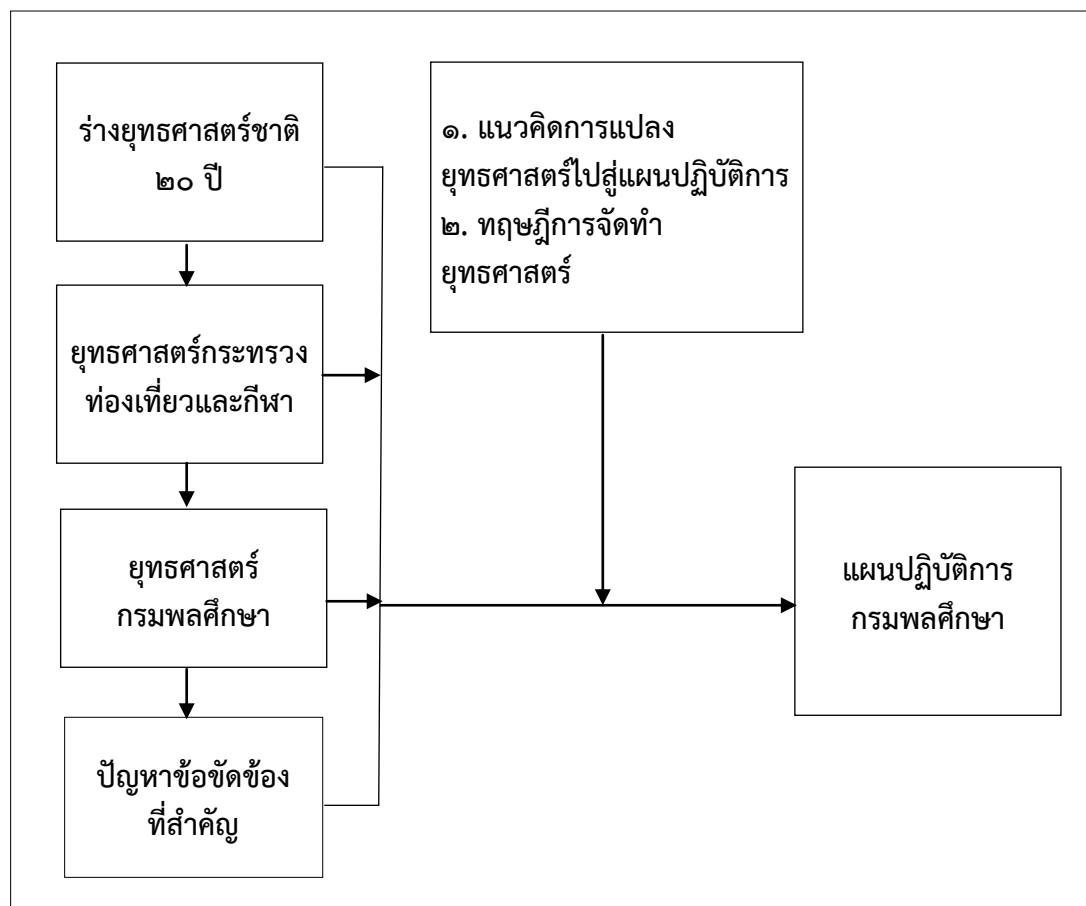 ร่างยุทธศาสตร์ชาติ
๒๐ ปี
ยุทธศาสตร์กระทรวง
ท่องเที่ยวและกีฬา
ยุทธศาสตร์
กรมพลศึกษา
ปัญหาข้อขัดข้อง
ที่สำคัญ
๑. แนวคิดการแปลง
ยุทธศาสตร์ไปสู่แผนปฏิบัติการ
๒. ทฤษฎีการจัดทำ
ยุทธศาสตร์
แผนปฏิบัติการ
กรมพลศึกษา